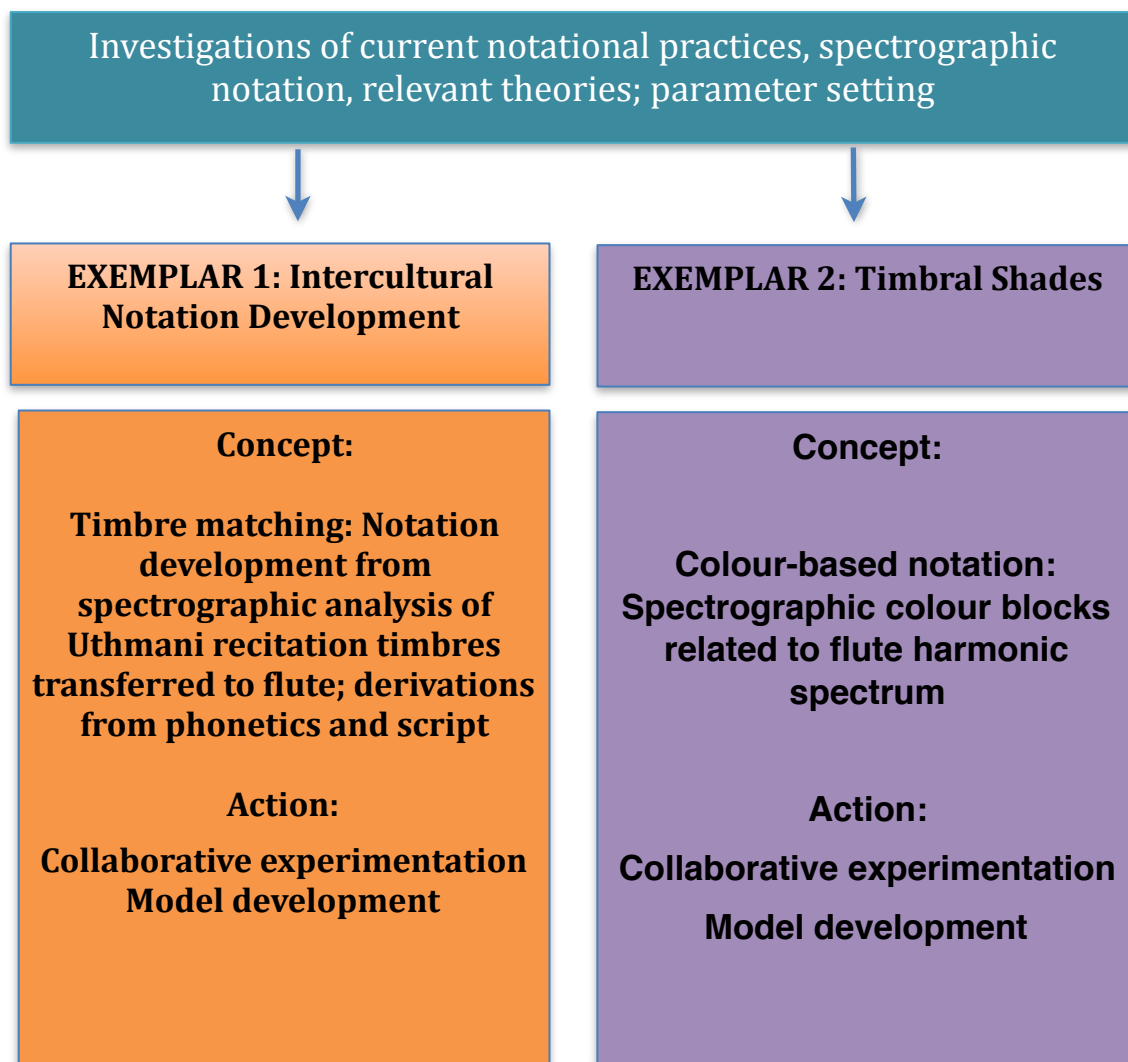 Investigations of current notational practices, spectrographic
notation, relevant theories; parameter setting
EXEMPLAR 1: Intercultural
Notation Development
EXEMPLAR 2: Timbral Shades
Concept:
Timbre matching: Notation
development from
spectrographic analysis of
Uthmani recitation timbres
transferred to flute; derivations
from phonetics and script
Action:
Collaborative experimentation
Model development
Concept:
Colour-based notation:
Spectrographic colour blocks
related to flute harmonic
spectrum
Action:
Collaborative experimentation
Model development